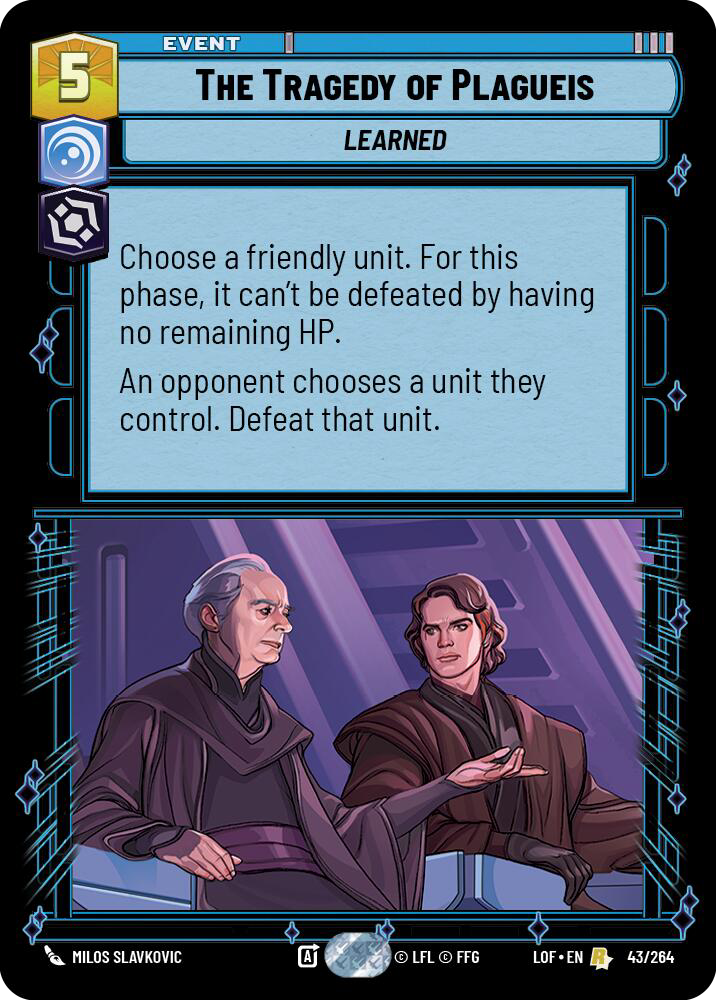 EVENT
5
THE TRAGEDY OF PLAGUEIS
LEARNED
Choose a friendly unit. For this
phase, it can't be defeated by having
no remaining HP.
An opponent chooses a unit they
control. Defeat that unit.
MILOS SLAVKOVIC
A
© LFL © FFG
LOF • EN
R
43/264